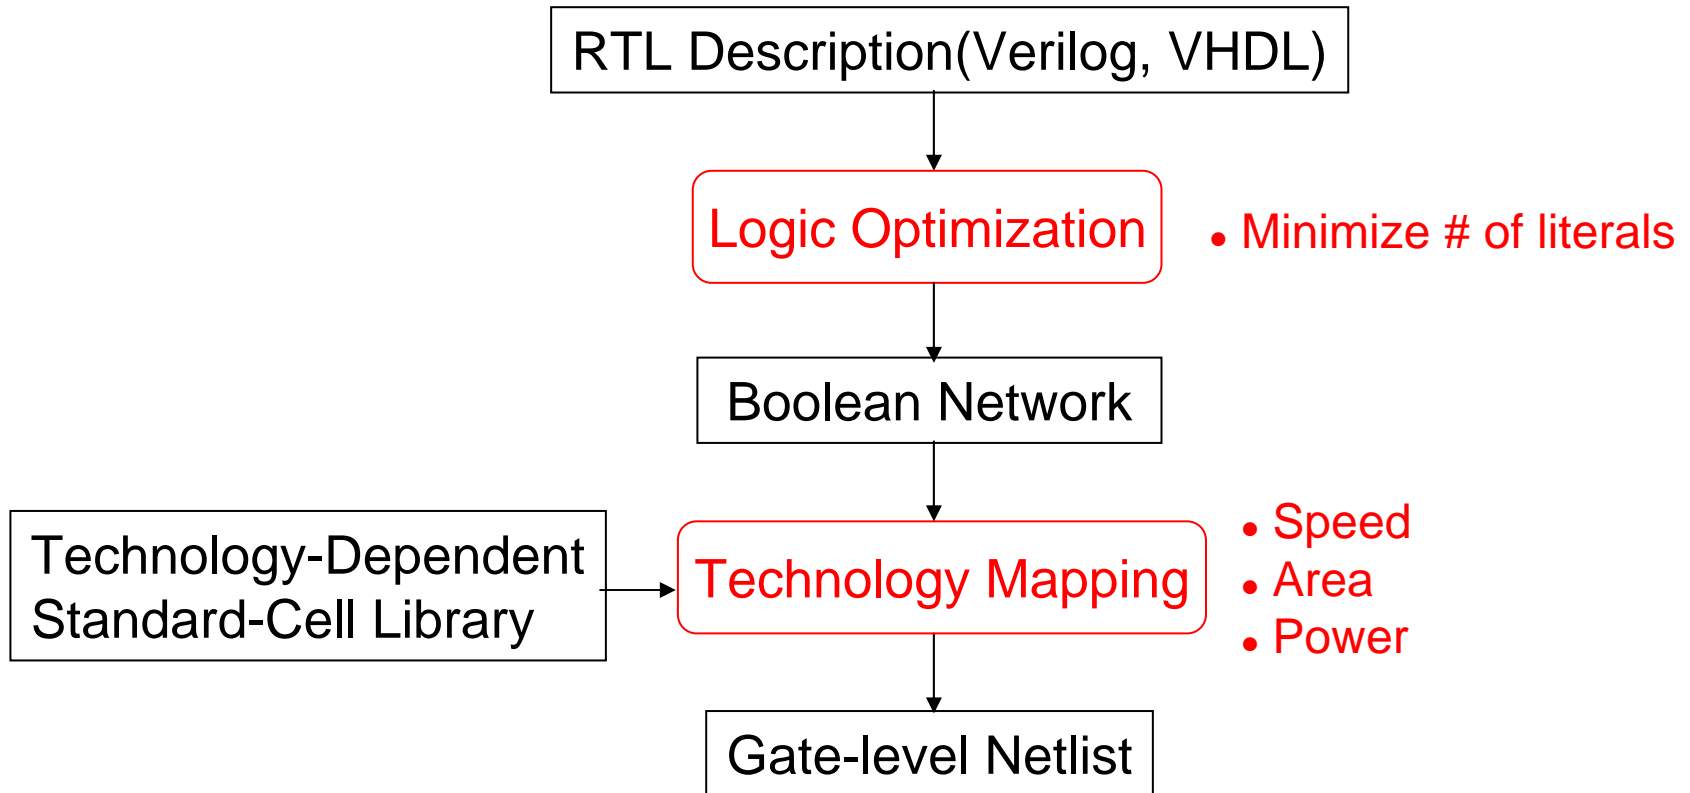 RTL Description(Verilog, VHDL)
Logic Optimization
• Minimize # of literals
Boolean Network
Technology-Dependent
Standard-Cell Library
Technology Mapping
• Speed
• Area
• Power
Gate-level Netlist